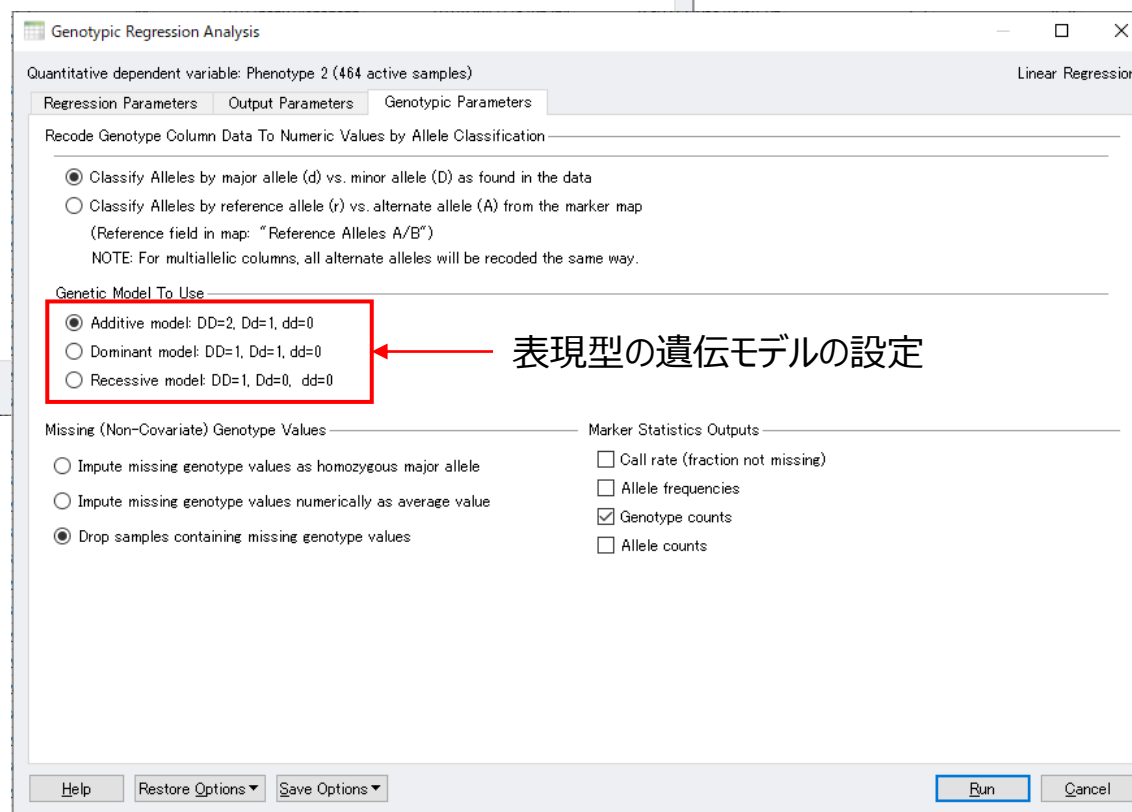 Genotypic Regression Analysis
Quantitative dependent variable: Phenotype 2 (464 active samples)
Linear Regression
Regression Parameters
Output Parameters
Genotypic Parameters
Recode Genotype Column Data To Numeric Values by Allele Classification
Classify Alleles by major allele (d) vs. minor allele (D) as found in the data
Classify Alleles by reference allele (r) vs. alternate allele (A) from the marker map
(Reference field in map: "Reference Alleles A/B")
NOTE: For multiallelic columns, all alternate alleles will be recoded the same way.
Genetic Model To Use
Additive model: DD=2, Dd=1, dd=0
Dominant model: DD=1, Dd=1, dd=0
Recessive model: DD=1, Dd=0, dd=0
表現型の遺伝モデルの設定
Missing (Non-Covariate) Genotype Values
Impute missing genotype values as homozygous major allele
Impute missing genotype values numerically as average value
Drop samples containing missing genotype values
Marker Statistics Outputs
Call rate (fraction not missing)
Allele frequencies
Genotype counts
Allele counts
Help
Restore Options
Save Options
Run
Cancel